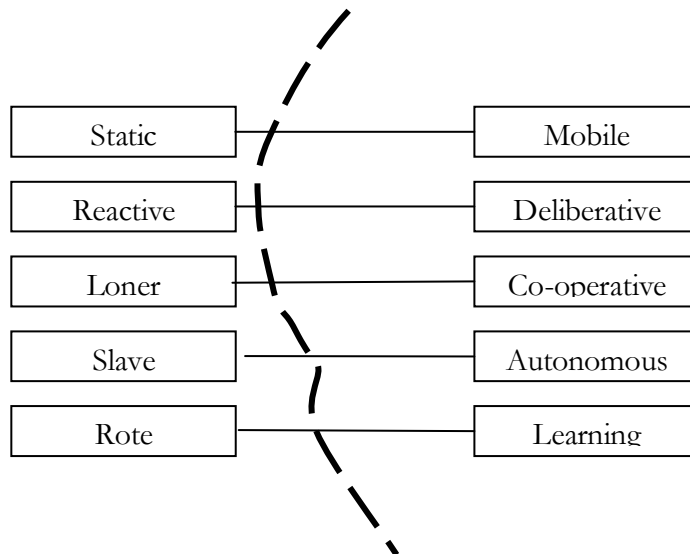 Static Mobile
Reactive Deliberative
Loner Co-operative
Slave Autonomous
Rote Learning